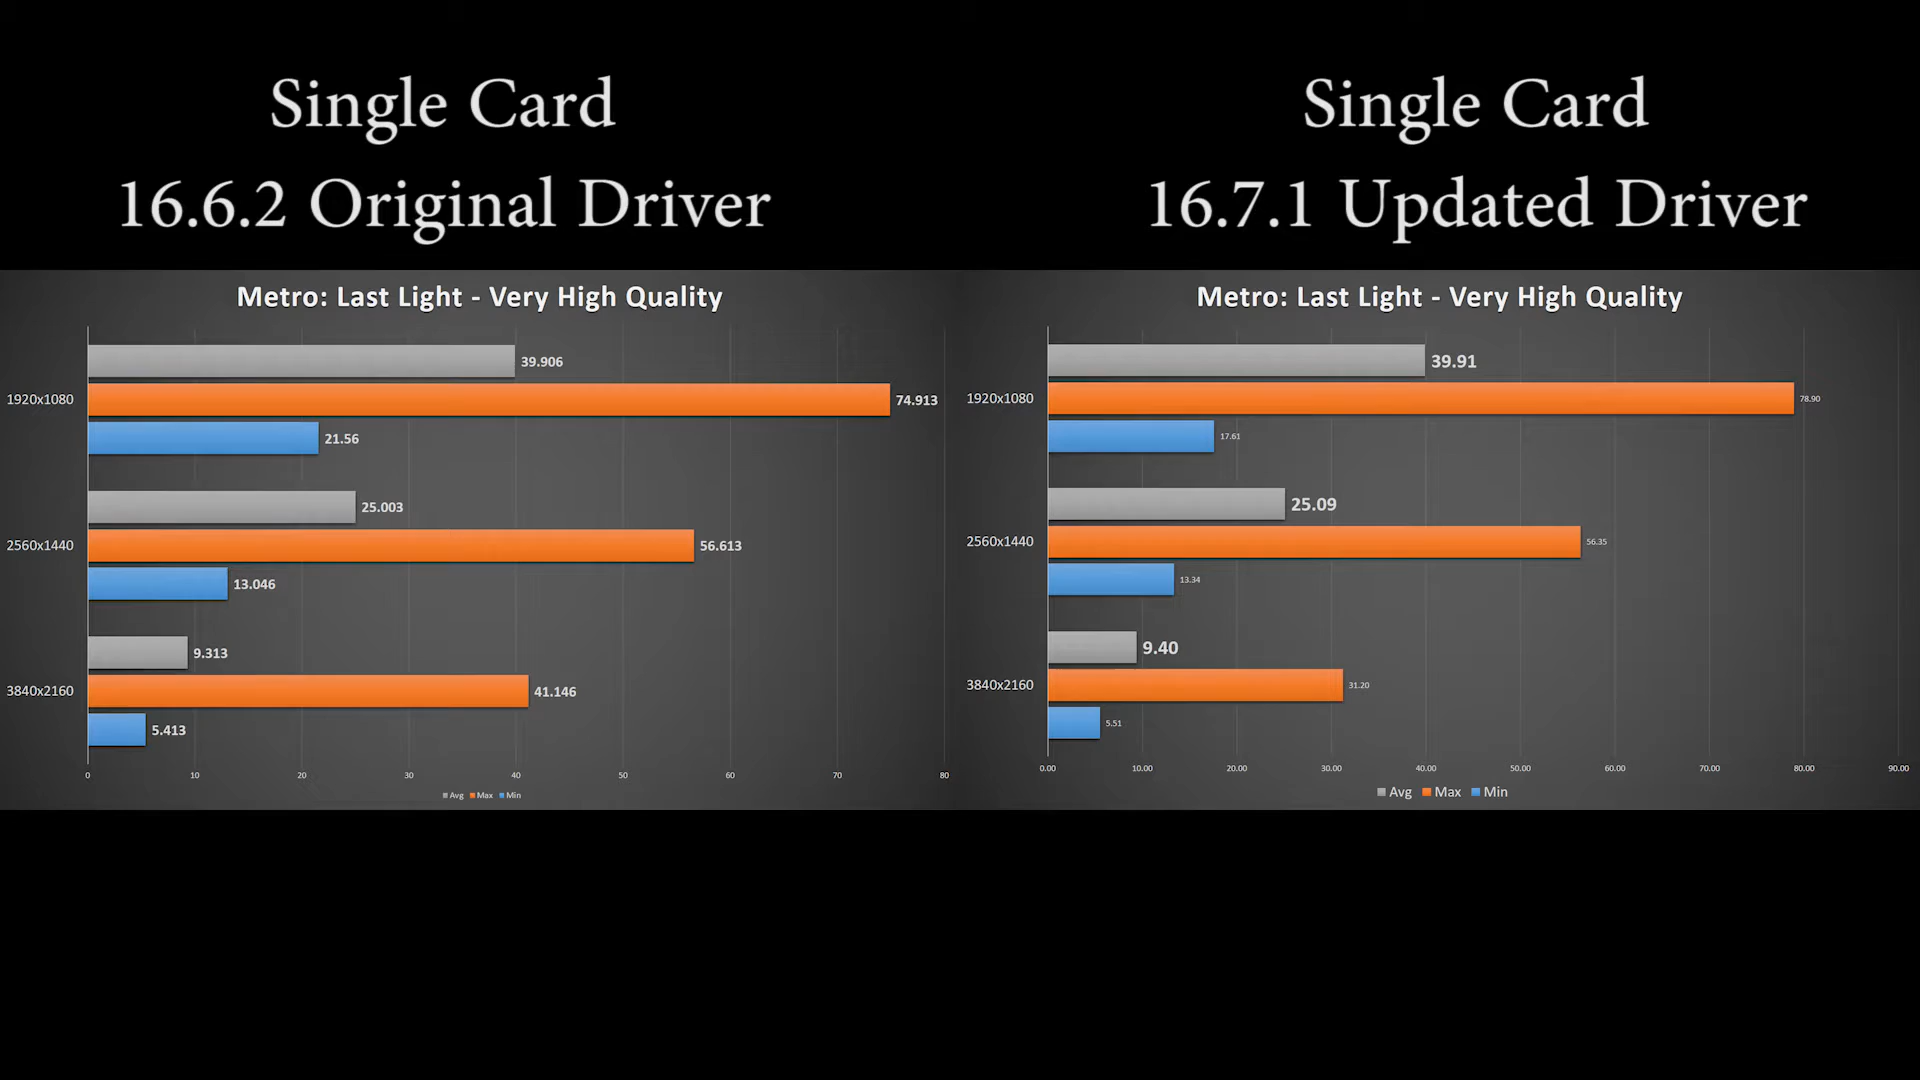 Single Card
16.6.2 Original Driver
Single Card
16.7.1 Updated Driver
Metro: Last Light - Very High Quality
39.906
1920x1080
74.913
21.56
25.003
2560x1440
56.613
13.046
9.313
3840x2160
41.146
5.413
0 10 20 30 40 50 60 70 80
Avg Max Min
Metro: Last Light - Very High Quality
39.91
1920x1080
78.90
17.61
25.09
2560x1440
56.35
13.34
9.40
3840x2160
31.20
5.51
0.00 10.00 20.00 30.00 40.00 50.00 60.00 70.00 80.00 90.00
Avg Max Min